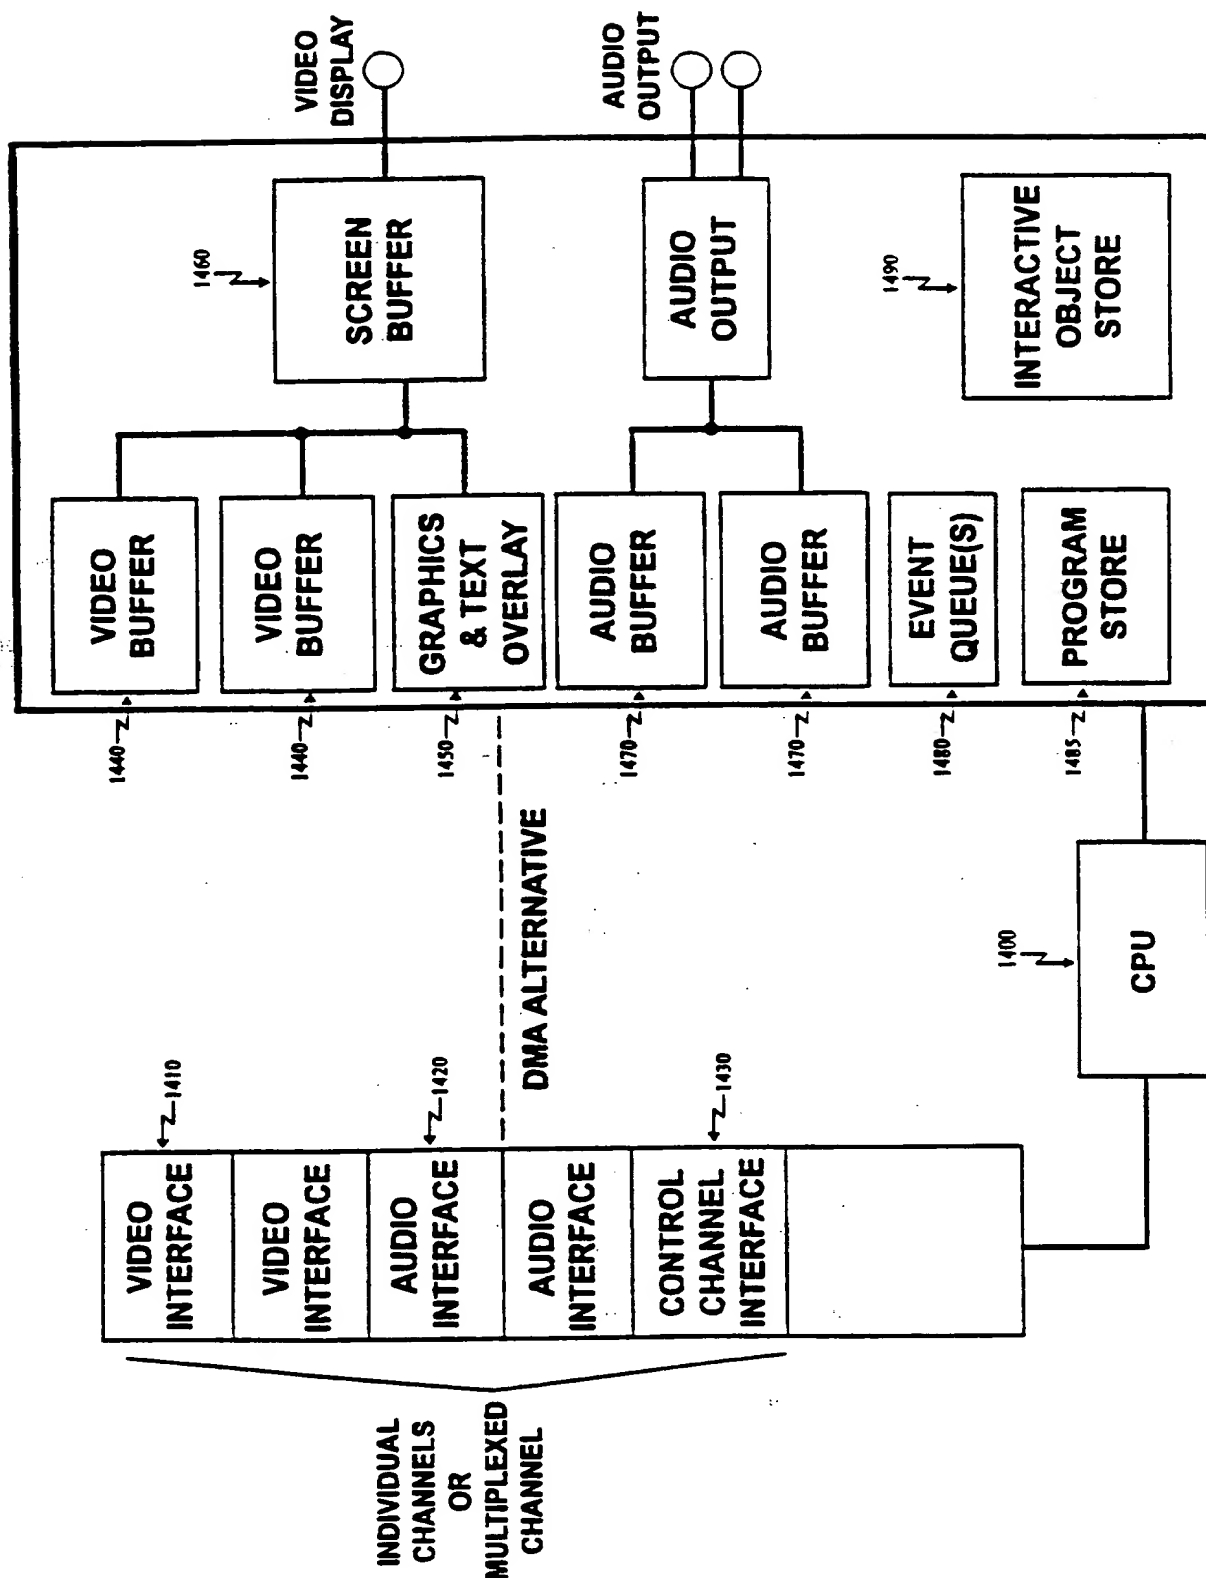 INDIVIDUAL
CHANNELS
OR
MULTIPLEXED
CHANNEL
VIDEO
INTERFACE
1410
VIDEO
INTERFACE
AUDIO
INTERFACE
1420
AUDIO
INTERFACE
CONTROL
CHANNEL
INTERFACE
1430
DMA ALTERNATIVE
1400
CPU
1440
VIDEO
BUFFER
1440
VIDEO
BUFFER
1450
GRAPHICS
& TEXT
OVERLAY
1470
AUDIO
BUFFER
1470
AUDIO
BUFFER
1480
EVENT
QUEUE(S)
1485
PROGRAM
STORE
1460
SCREEN
BUFFER
AUDIO
OUTPUT
1490
INTERACTIVE
OBJECT
STORE
VIDEO
DISPLAY
AUDIO
OUTPUT